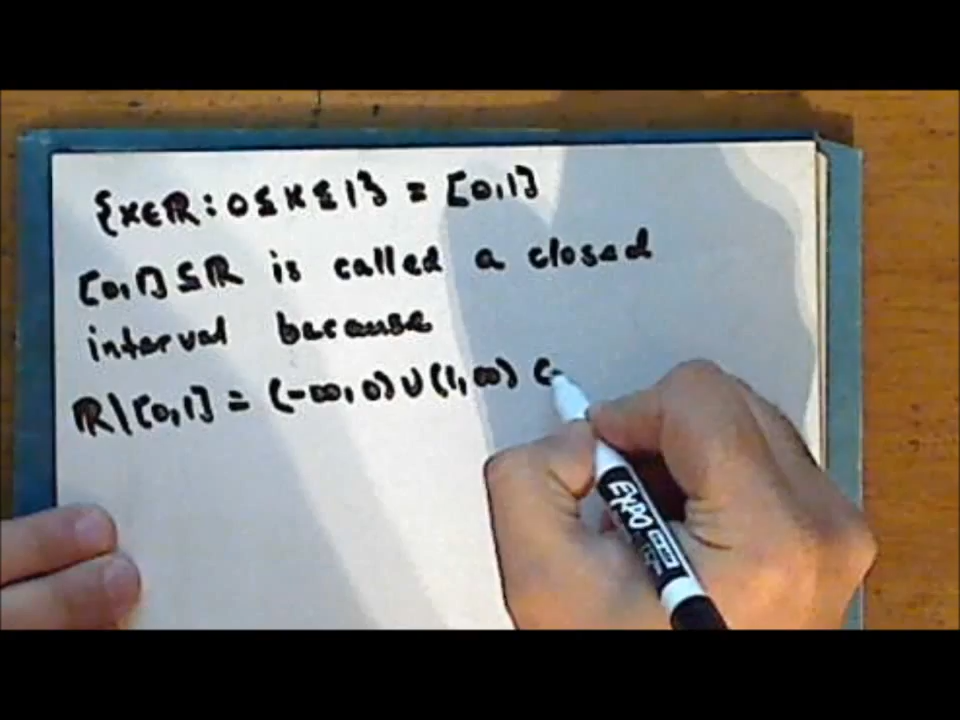 {x∈ℝ: 0 ≤ x ≤ 1} = [0,1]
[0,1] ⊆ ℝ is called a closed
interval because
ℝ\[0,1] = (-∞,0) ∪ (1,∞)
EXPO